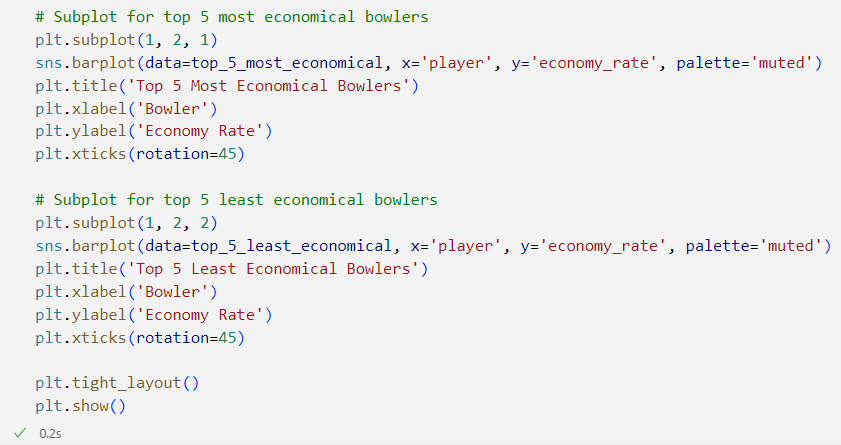 # Subplot for top 5 most economical bowlers
plt.subplot(1, 2, 1)
sns.barplot(data=top_5_most_economical, x='player', y='economy_rate', palette='muted')
plt.title('Top 5 Most Economical Bowlers')
plt.xlabel('Bowler')
plt.ylabel('Economy Rate')
plt.xticks(rotation=45)

# Subplot for top 5 least economical bowlers
plt.subplot(1, 2, 2)
sns.barplot(data=top_5_least_economical, x='player', y='economy_rate', palette='muted')
plt.title('Top 5 Least Economical Bowlers')
plt.xlabel('Bowler')
plt.ylabel('Economy Rate')
plt.xticks(rotation=45)

plt.tight_layout()
plt.show()
✓ 0.2s